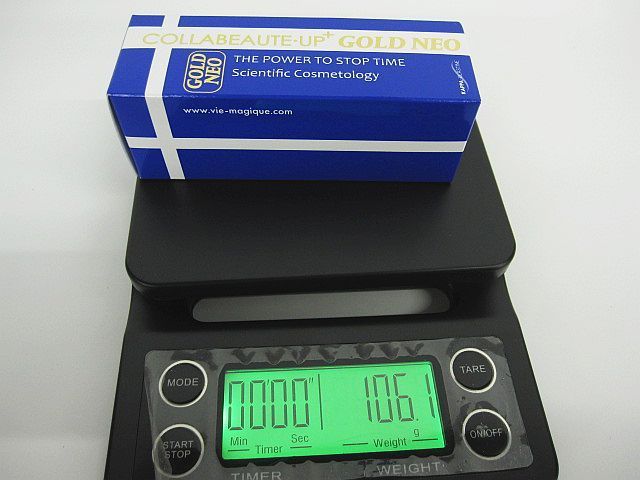 COLLABEAUTE-UP+ GOLD NEO
GOLD NEO
THE POWER TO STOP TIME
Scientific Cosmetology
www.vie-magique.com
MODE
START STOP
0000"
Min Sec
Timer
106.1
g
Weight
TARE
ON/OFF
TIMER
WEIGHT